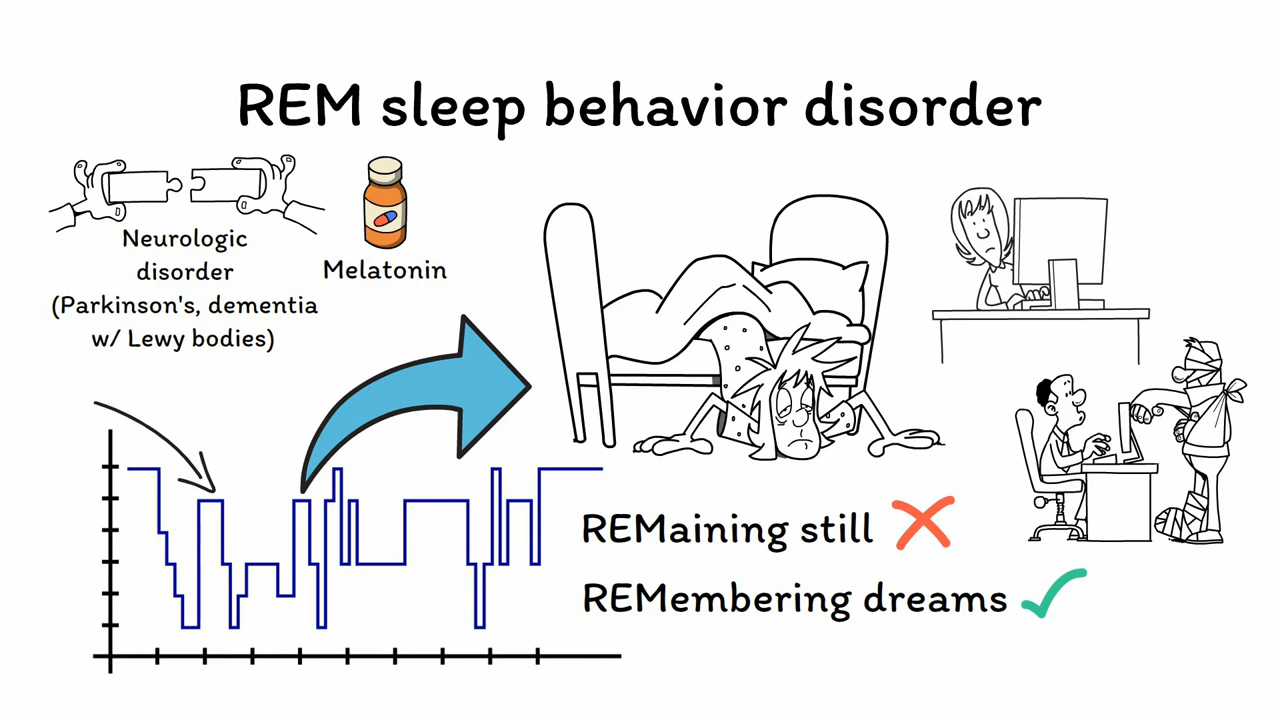 REM sleep behavior disorder
Neurologic
disorder
(Parkinson's, dementia
w/ Lewy bodies)
Melatonin
REMaining still
REMembering dreams